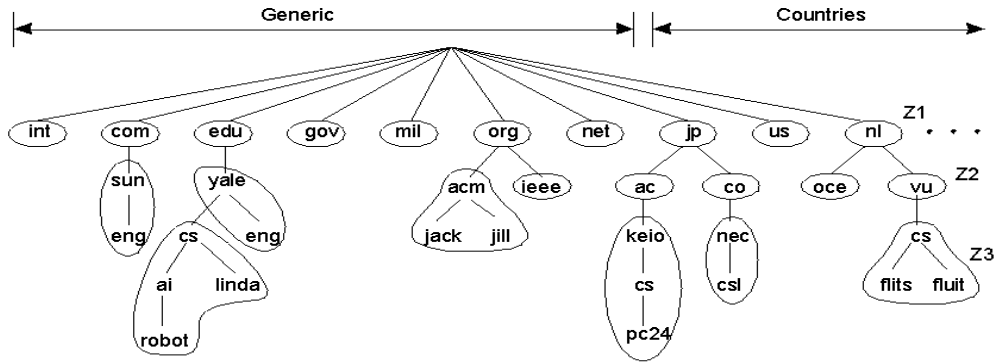 Generic Countries
Z1
int com edu gov mil org net jp us nl . . .
Z2
sun yale acm ieee ac co oce vu
eng cs eng jack jill keio nec cs
Z3
ai linda cs csl flits fluit
robot pc24